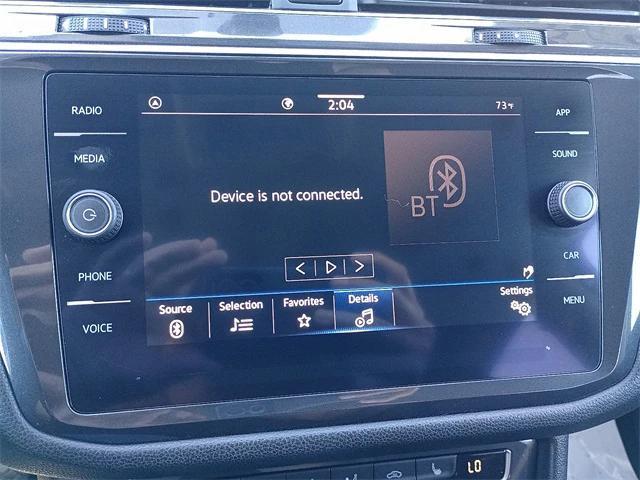 RADIO
MEDIA
PHONE
VOICE
2:04
73°F
Device is not connected.
BT
Source
Selection
Favorites
Details
Settings
APP
SOUND
CAR
MENU
LO